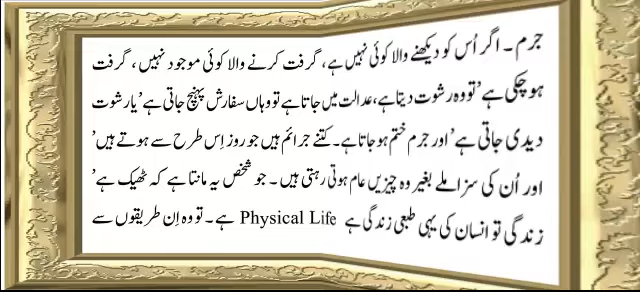 جرم ۔ اگر اُس کو دیکھنے والا کوئی نہیں ہے، گرفت کرنے والا کوئی موجود نہیں، گرفت
ہو چکی ہے’ تو وہ رشوت دیتا ہے، عدالت میں جاتا ہے تو وہاں سفارش پہنچ جاتی ہے’ یا رشوت
دیدی جاتی ہے’ اور جرم ختم ہو جاتا ہے۔ کتنے جرائم ہیں جو روز اِس طرح سے ہوتے ہیں’
اور اُن کی سزا ملے بغیر وہ چیزیں عام ہوتی رہتی ہیں ۔ جو شخص یہ مانتا ہے کہ ٹھیک ہے’
زندگی تو انسان کی یہی طبعی زندگی ہے Physical Life ہے ۔ تو وہ اِن طریقوں سے